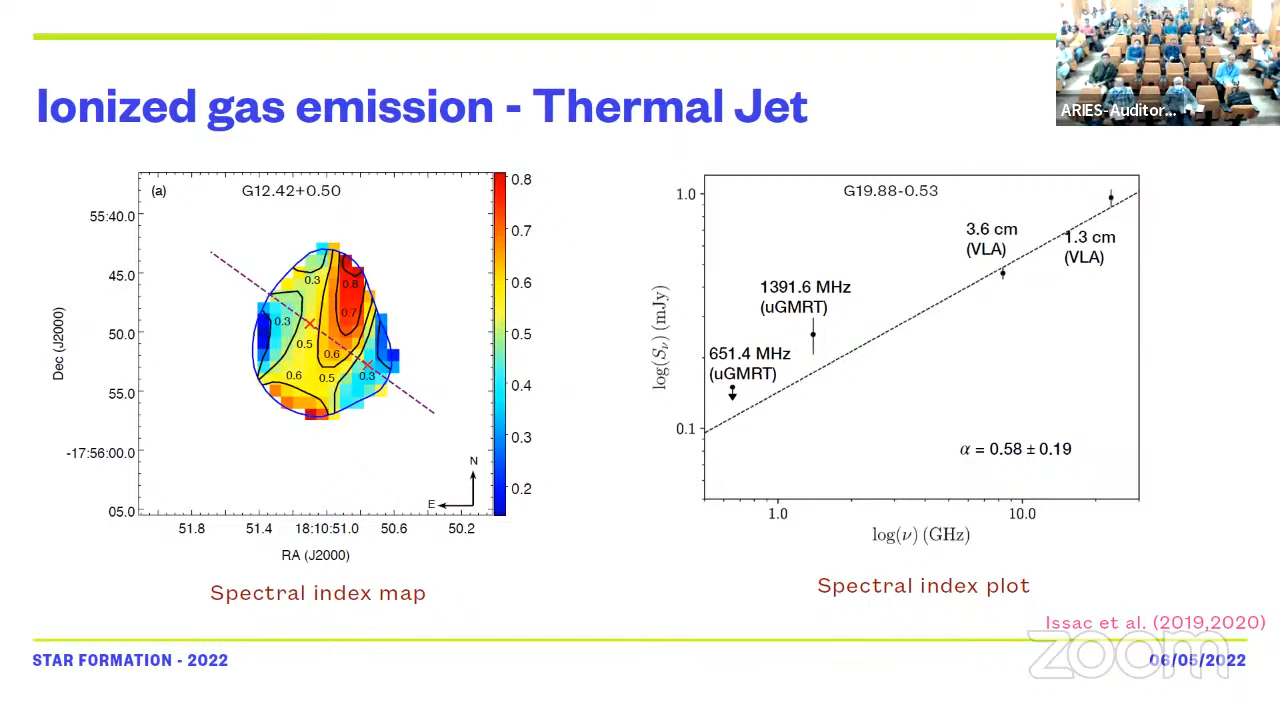 Ionized gas emission - Thermal Jet
ARIES-Auditor...
(a)
G12.42+0.50
55:40.0
45.0
50.0
55.0
-17:56:00.0
05.0
Dec (J2000)
51.8
51.4
18:10:51.0
50.6
50.2
RA (J2000)
0.3
0.8
0.7
0.3
0.5
0.6
0.6
0.5
0.3
N
E
0.8
0.7
0.6
0.5
0.4
0.3
0.2
Spectral index map
G19.88-0.53
1.0
0.1
log(Sν) (mJy)
3.6 cm
(VLA)
1.3 cm
(VLA)
1391.6 MHz
(uGMRT)
651.4 MHz
(uGMRT)
α = 0.58 ± 0.19
1.0
10.0
log(ν) (GHz)
Spectral index plot
Issac et al. (2019,2020)
STAR FORMATION - 2022
06/05/2022
zoom